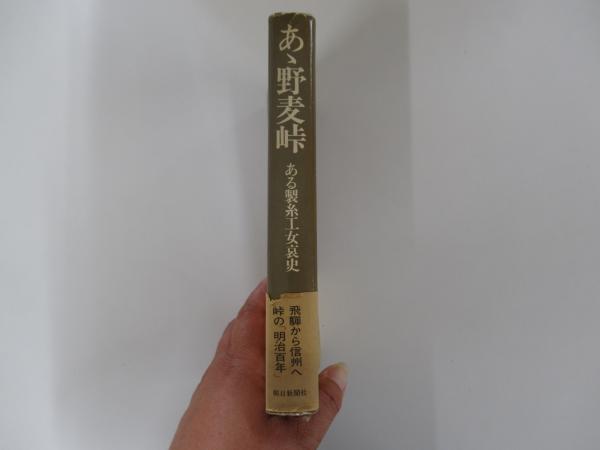 あゝ野麦峠
ある製糸工女哀史
飛騨から信州へ
峠の「明治百年」
朝日新聞社